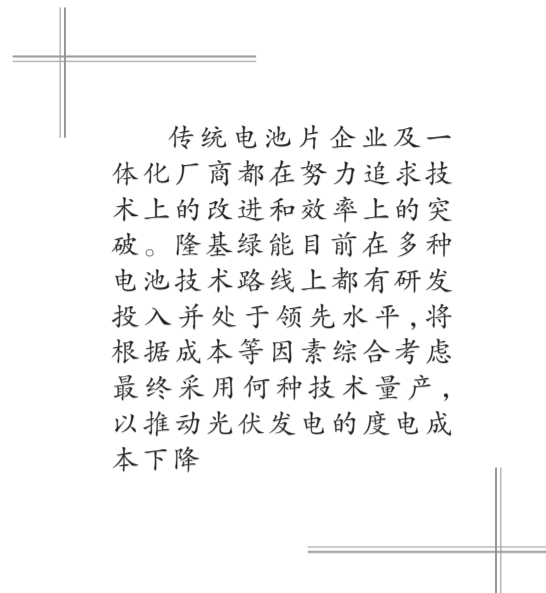 传统电池片企业及一
体化厂商都在努力追求技
术上的改进和效率上的突
破。隆基绿能目前在多种
电池技术路线上都有研发
投入并处于领先水平,将
根据成本等因素综合考虑
最终采用何种技术量产,
以推动光伏发电的度电成
本下降